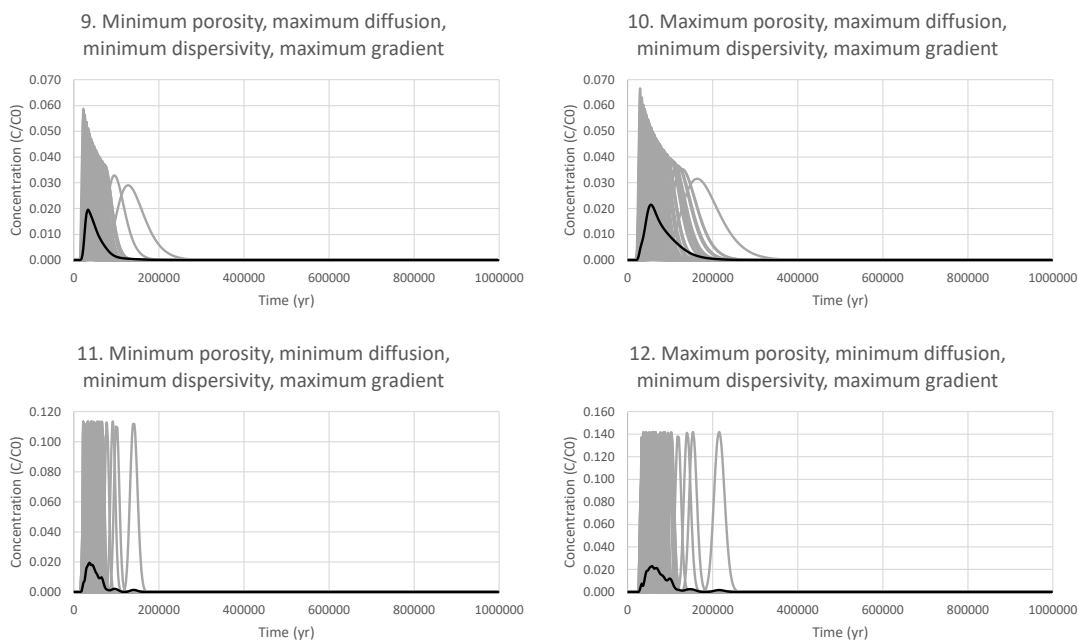 9. Minimum porosity, maximum diffusion,
minimum dispersivity, maximum gradient
0.070
0.060
0.050
0.040
0.030
0.020
0.010
0.000
Concentration (C/C0)
0 200000 400000 600000 800000 1000000
Time (yr)
10. Maximum porosity, maximum diffusion,
minimum dispersivity, maximum gradient
0.070
0.060
0.050
0.040
0.030
0.020
0.010
0.000
Concentration (C/C0)
0 200000 400000 600000 800000 1000000
Time (yr)
11. Minimum porosity, minimum diffusion,
minimum dispersivity, maximum gradient
0.120
0.100
0.080
0.060
0.040
0.020
0.000
Concentration (C/C0)
0 200000 400000 600000 800000 1000000
Time (yr)
12. Maximum porosity, minimum diffusion,
minimum dispersivity, maximum gradient
0.160
0.140
0.120
0.100
0.080
0.060
0.040
0.020
0.000
Concentration (C/C0)
0 200000 400000 600000 800000 1000000
Time (yr)